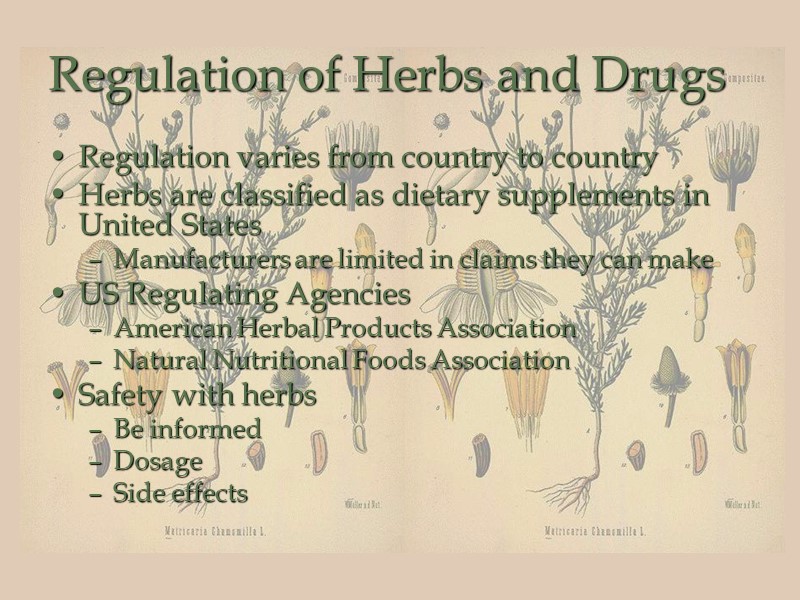 Regulation of Herbs and Drugs
Compositae.
• Regulation varies from country to country
• Herbs are classified as dietary supplements in
United States
– Manufacturers are limited in claims they can make
• US Regulating Agencies
– American Herbal Products Association
– Natural Nutritional Foods Association
• Safety with herbs
– Be informed
– Dosage
– Side effects
Matricaria Chamomilla L.
Matricaria Chamomilla L.